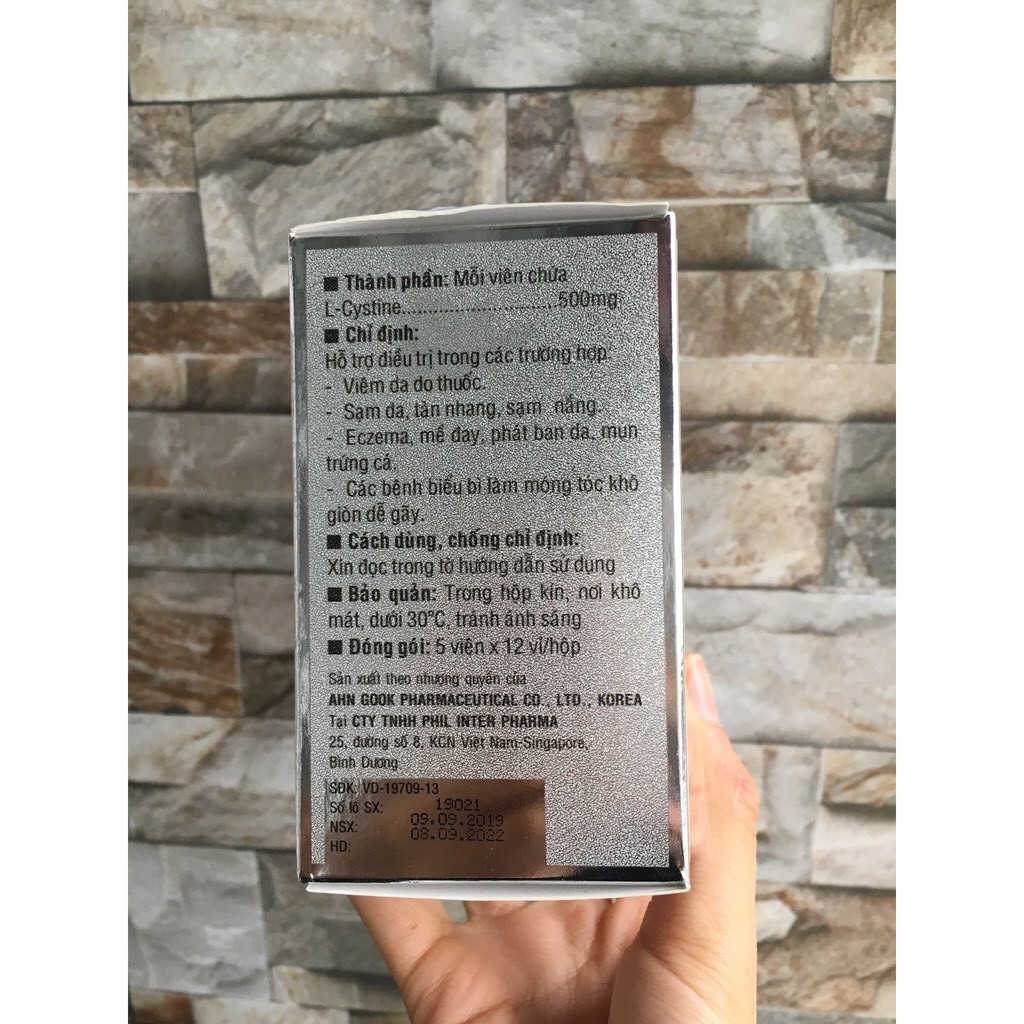 ■ Thành phần: Mỗi viên chứa
L-Cystine..............................500mg
■ Chỉ định:
Hỗ trợ điều trị trong các trường hợp:
- Viêm da do thuốc.
- Sạm da, tàn nhang, sạm nắng.
- Eczema, mề đay, phát ban da, mụn
trứng cá.
- Các bệnh biểu bì làm móng tóc khô
giòn dễ gãy.
■ Cách dùng, chống chỉ định:
Xin đọc trong tờ hướng dẫn sử dụng
■ Bảo quản: Trong hộp kín, nơi khô
mát, dưới 30°C, tránh ánh sáng
■ Đóng gói: 5 viên x 12 vỉ/hộp
Sản xuất theo nhượng quyền của
AHN GOOK PHARMACEUTICAL CO., LTD., KOREA
Tại CTY TNHH PHIL INTER PHARMA
25, đường số 8, KCN Việt Nam-Singapore,
Bình Dương
SĐK: VD-19709-13
Số lô SX: 19021
NSX: 09.09.2019
HD: 08.09.2022